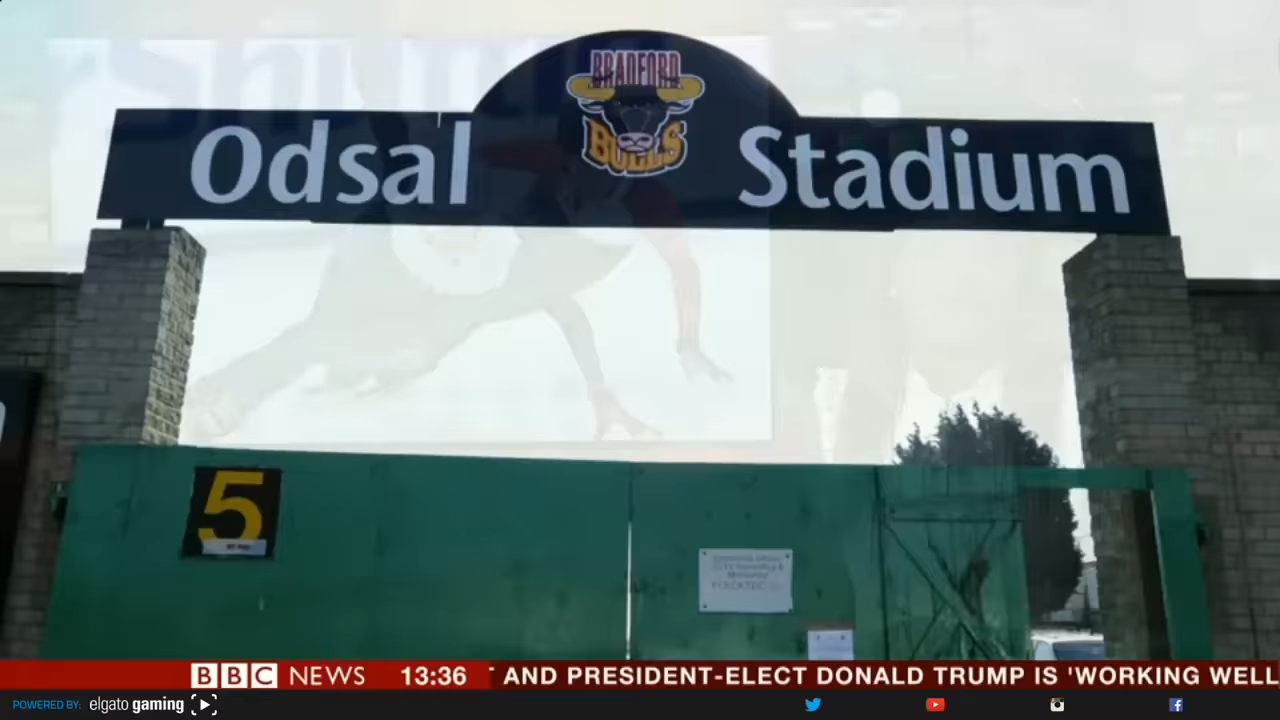 BRADFORD
BULLS
Odsal Stadium
5
BBC NEWS 13:36 AND PRESIDENT-ELECT DONALD TRUMP IS 'WORKING WELL
POWERED BY: elgato gaming